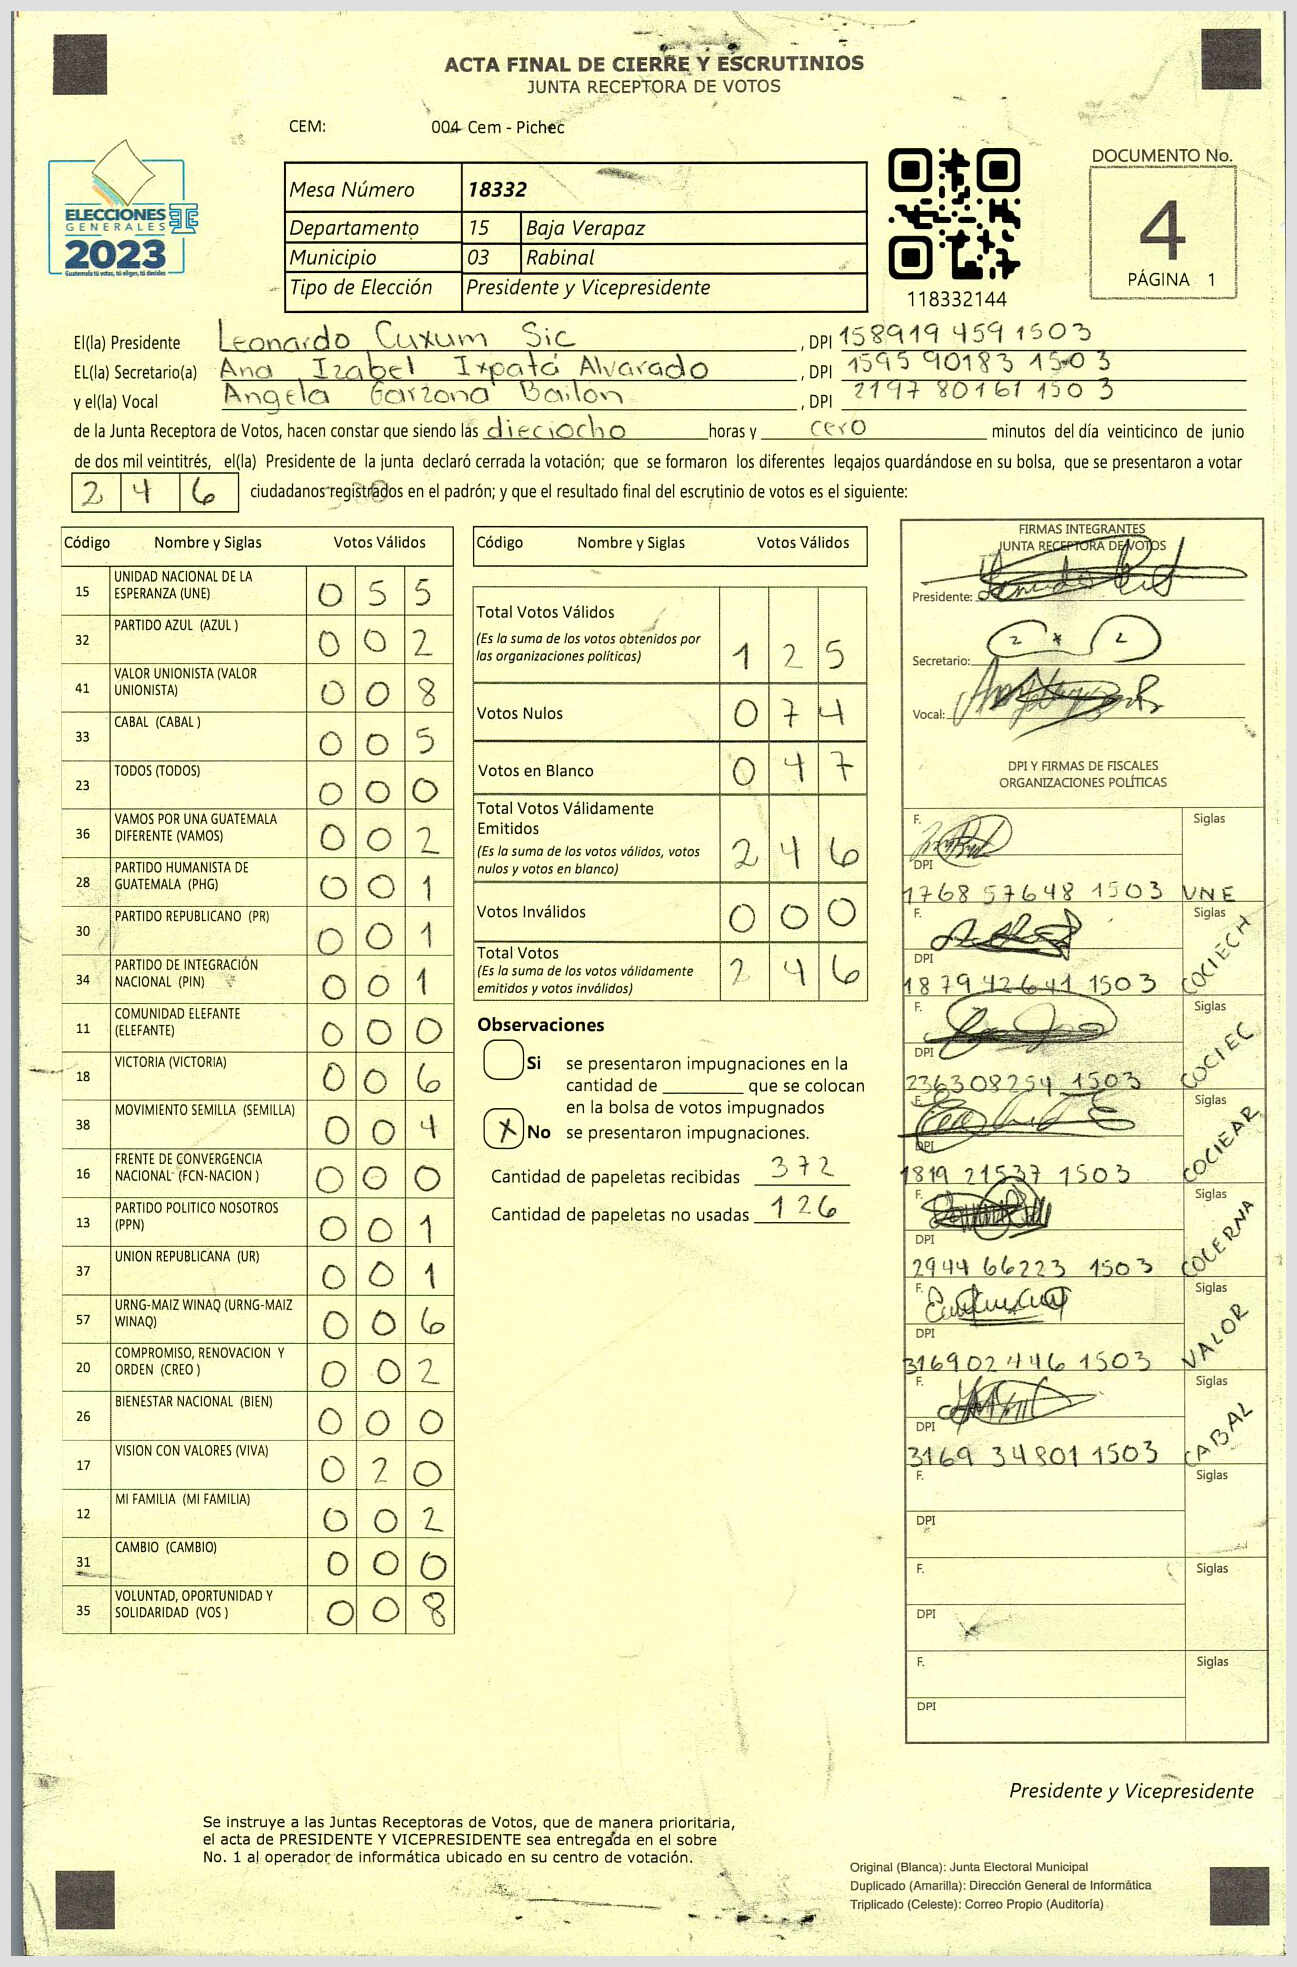 ACTA FINAL DE CIERRE Y ESCRUTINIOS
JUNTA RECEPTORA DE VOTOS
CEM: 004 Cem - Pichec
ELECCIONES
GENERALES
2023
Guatemala tú votas, tú eliges, tú decides
Mesa Número 18332
Departamento 15 Baja Verapaz
Municipio 03 Rabinal
Tipo de Elección Presidente y Vicepresidente
118332144
DOCUMENTO No.
4
PÁGINA 1
El(la) Presidente Leonardo Cuxum Sic , DPI 158919 459 1503
EL(la) Secretario(a) Ana Izabel Ixpatá Alvarado , DPI 1595 90183 1503
y el(la) Vocal Angela Garzona Bailon , DPI 2197 80161 1503
de la Junta Receptora de Votos, hacen constar que siendo las dieciocho horas y cero minutos del día veinticinco de junio
de dos mil veintitrés, el(la) Presidente de la junta declaró cerrada la votación; que se formaron los diferentes legajos guardándose en su bolsa, que se presentaron a votar
2 4 6 ciudadanos registrados en el padrón; y que el resultado final del escrutinio de votos es el siguiente:
Código Nombre y Siglas Votos Válidos
15 UNIDAD NACIONAL DE LA ESPERANZA (UNE) 0 5 5
32 PARTIDO AZUL (AZUL ) 0 0 2
41 VALOR UNIONISTA (VALOR UNIONISTA) 0 0 8
33 CABAL (CABAL ) 0 0 5
23 TODOS (TODOS) 0 0 0
36 VAMOS POR UNA GUATEMALA DIFERENTE (VAMOS) 0 0 2
28 PARTIDO HUMANISTA DE GUATEMALA (PHG) 0 0 1
30 PARTIDO REPUBLICANO (PR) 0 0 1
34 PARTIDO DE INTEGRACIÓN NACIONAL (PIN) 0 0 1
11 COMUNIDAD ELEFANTE (ELEFANTE) 0 0 0
18 VICTORIA (VICTORIA) 0 0 6
38 MOVIMIENTO SEMILLA (SEMILLA) 0 0 4
16 FRENTE DE CONVERGENCIA NACIONAL (FCN-NACION ) 0 0 0
13 PARTIDO POLITICO NOSOTROS (PPN) 0 0 1
37 UNION REPUBLICANA (UR) 0 0 1
57 URNG-MAIZ WINAQ (URNG-MAIZ WINAQ) 0 0 6
20 COMPROMISO, RENOVACION Y ORDEN (CREO ) 0 0 2
26 BIENESTAR NACIONAL (BIEN) 0 0 0
17 VISION CON VALORES (VIVA) 0 2 0
12 MI FAMILIA (MI FAMILIA) 0 0 2
31 CAMBIO (CAMBIO) 0 0 0
35 VOLUNTAD, OPORTUNIDAD Y SOLIDARIDAD (VOS ) 0 0 8
Código Nombre y Siglas Votos Válidos
Total Votos Válidos
(Es la suma de los votos obtenidos por
las organizaciones políticas) 1 2 5
Votos Nulos 0 7 4
Votos en Blanco 0 4 7
Total Votos Válidamente
Emitidos
(Es la suma de los votos válidos, votos
nulos y votos en blanco) 2 4 6
Votos Inválidos 0 0 0
Total Votos
(Es la suma de los votos válidamente
emitidos y votos inválidos) 2 4 6
Observaciones
Si se presentaron impugnaciones en la
cantidad de ________ que se colocan
en la bolsa de votos impugnados
X No se presentaron impugnaciones.
Cantidad de papeletas recibidas 372
Cantidad de papeletas no usadas 126
FIRMAS INTEGRANTES
JUNTA RECEPTORA DE VOTOS
Presidente:
Secretario:
Vocal:
DPI Y FIRMAS DE FISCALES
ORGANIZACIONES POLÍTICAS
F. Siglas
DPI
1768 57648 1503 UNE
F. Siglas
DPI
1879 42641 1503 COCIECH
F. Siglas
DPI
236308254 1503 COCIEC
F. Siglas
DPI
1819 21537 1503 COCIEAR
F. Siglas
DPI
2944 66223 1503 COCERNA
F. Siglas
DPI
316902446 1503 VALOR
F. Siglas
DPI
3169 34801 1503 CABAL
F. Siglas
DPI
F. Siglas
DPI
F. Siglas
DPI
Presidente y Vicepresidente
Se instruye a las Juntas Receptoras de Votos, que de manera prioritaria,
el acta de PRESIDENTE Y VICEPRESIDENTE sea entregada en el sobre
No. 1 al operador de informática ubicado en su centro de votación.
Original (Blanca): Junta Electoral Municipal
Duplicado (Amarilla): Dirección General de Informática
Triplicado (Celeste): Correo Propio (Auditoría)